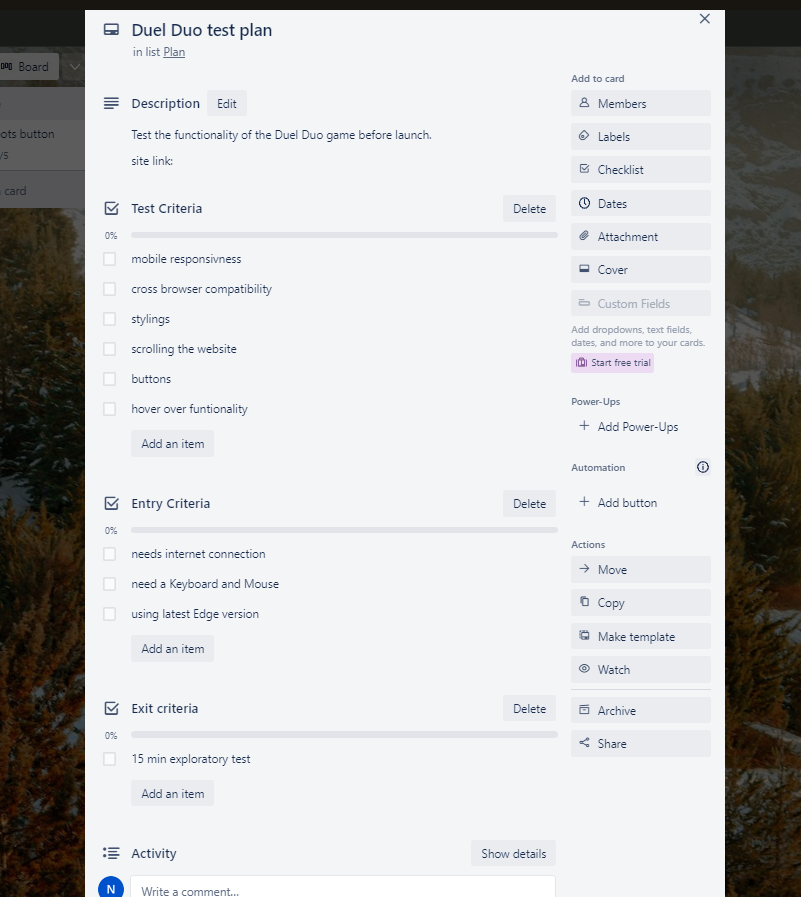 Duel Duo test plan
in list Plan
Board
ots button
/5
card
Description Edit
Test the functionality of the Duel Duo game before launch.
site link:
Test Criteria Delete
0%
mobile responsivness
cross browser compatibility
stylings
scrolling the website
buttons
hover over funtionality
Add an item
Entry Criteria Delete
0%
needs internet connection
need a Keyboard and Mouse
using latest Edge version
Add an item
Exit criteria Delete
0%
15 min exploratory test
Add an item
Activity Show details
N Write a comment...
Add to card
Members
Labels
Checklist
Dates
Attachment
Cover
Custom Fields
Add dropdowns, text fields,
dates, and more to your cards.
Start free trial
Power-Ups
+ Add Power-Ups
Automation
+ Add button
Actions
Move
Copy
Make template
Watch
Archive
Share